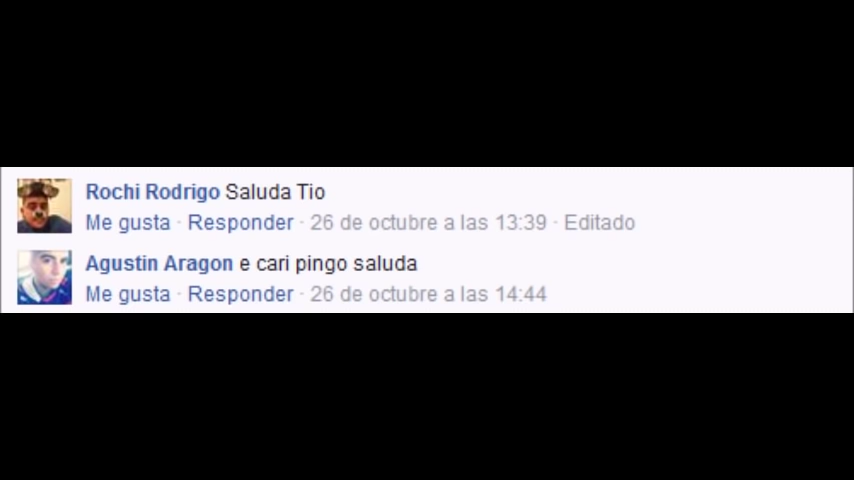 Rochi Rodrigo Saluda Tio
Me gusta · Responder · 26 de octubre a las 13:39 · Editado
Agustin Aragon e cari pingo saluda
Me gusta · Responder · 26 de octubre a las 14:44